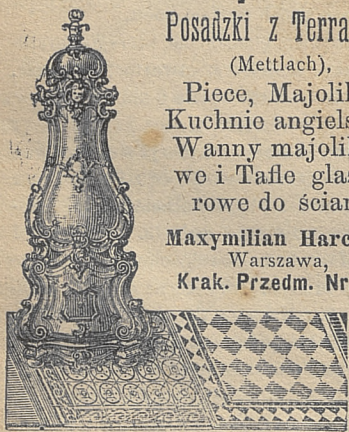 Posadzki z Terra
(Mettlach),
Piece, Majolik
Kuchnie angiels
Wanny majolik
we i Tafle glas
rowe do ścian
Maxymilian Harc
Warszawa,
Krak. Przedm. Nr